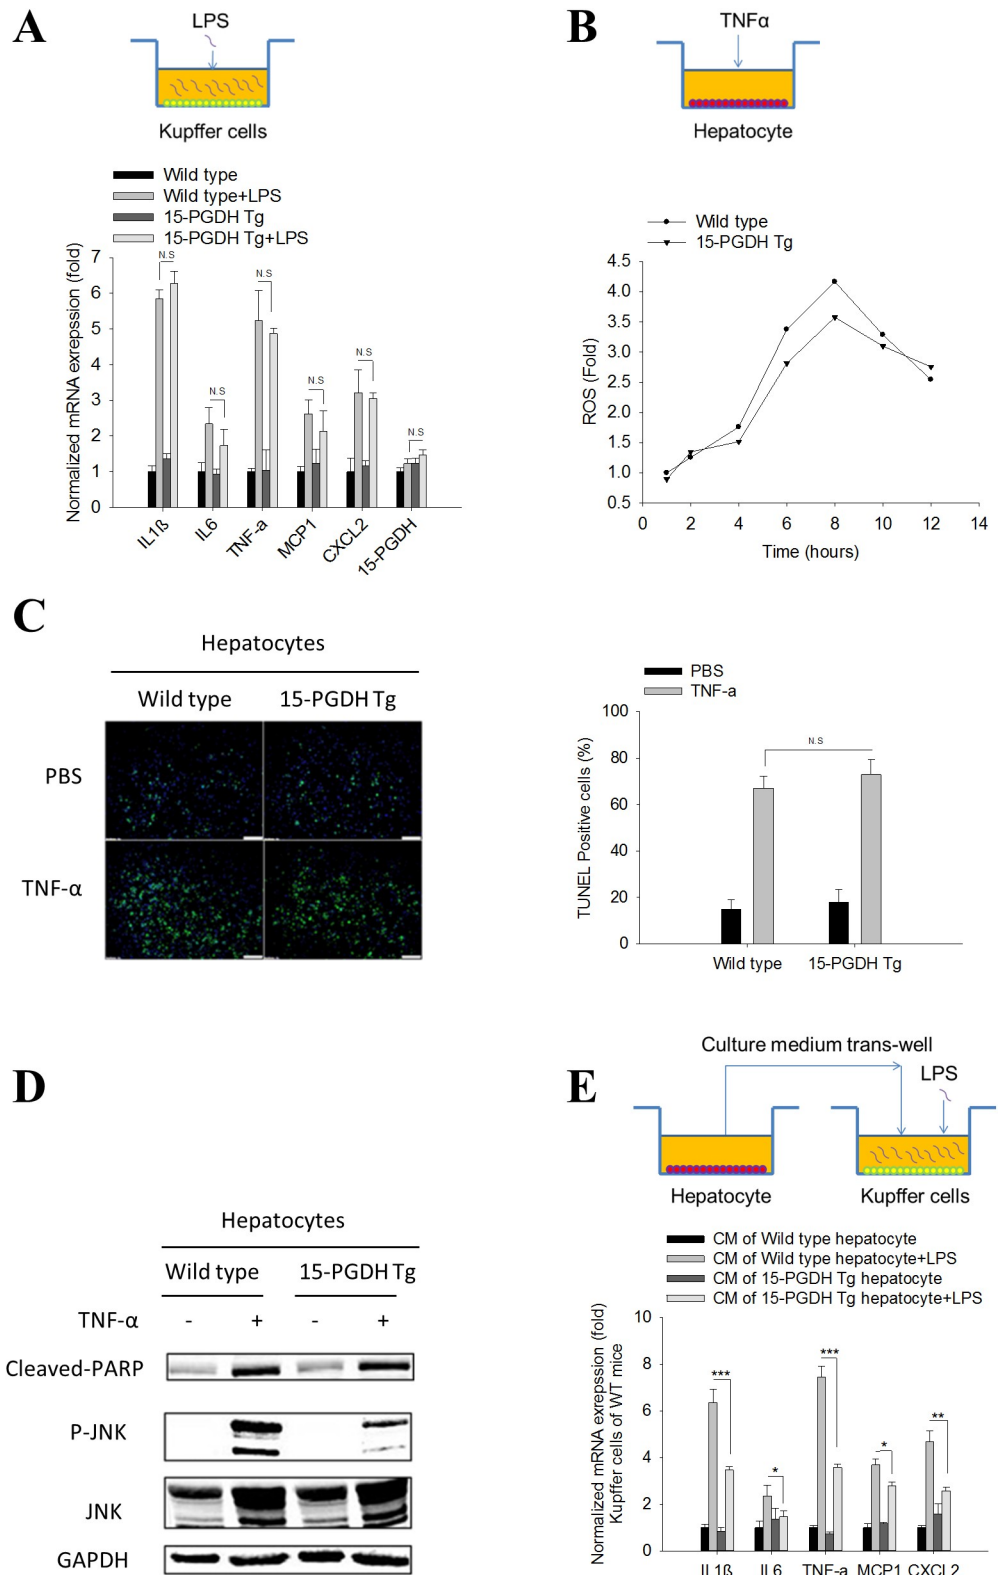 A
LPS
Kupffer cells
Wild type
Wild type+LPS
15-PGDH Tg
15-PGDH Tg+LPS
Normalized mRNA exrepssion (fold)
7
6
5
4
3
2
1
0
N.S
N.S
N.S
N.S
N.S
N.S
IL1ß
IL6
TNF-a
MCP1
CXCL2
15-PGDH
B
TNFα
Hepatocyte
Wild type
15-PGDH Tg
ROS (Fold)
4.5
4.0
3.5
3.0
2.5
2.0
1.5
1.0
0.5
0 2 4 6 8 10 12 14
Time (hours)
C
Hepatocytes
Wild type 15-PGDH Tg
PBS
TNF-α
PBS
TNF-a
TUNEL Positive cells (%)
100
80
60
40
20
0
N.S
Wild type 15-PGDH Tg
D
Hepatocytes
Wild type 15-PGDH Tg
TNF-α - + - +
Cleaved-PARP
P-JNK
JNK
GAPDH
E
Culture medium trans-well
LPS
Hepatocyte
Kupffer cells
CM of Wild type hepatocyte
CM of Wild type hepatocyte+LPS
CM of 15-PGDH Tg hepatocyte
CM of 15-PGDH Tg hepatocyte+LPS
Normalized mRNA exrepssion (fold)
Kupffer cells of WT mice
10
8
6
4
2
0
***
*
***
*
**
IL1ß IL6 TNF-a MCP1 CXCL2